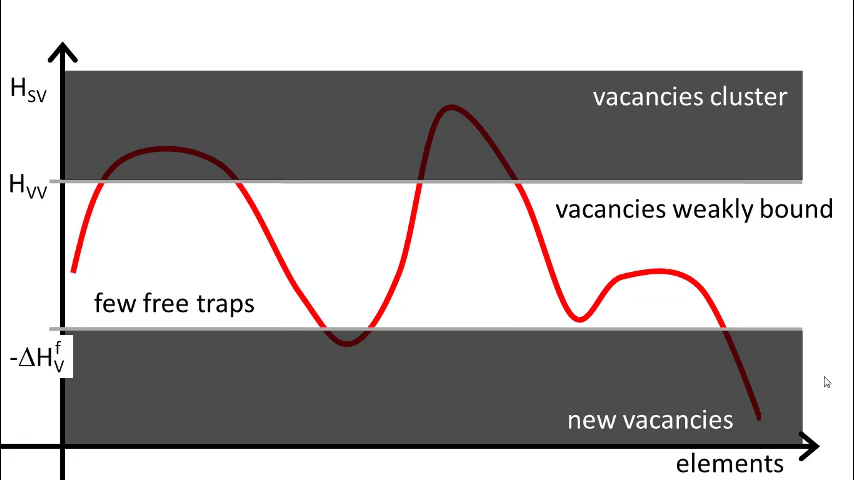 H_SV
vacancies cluster
H_VV
vacancies weakly bound
few free traps
-ΔH_V^f
new vacancies
elements